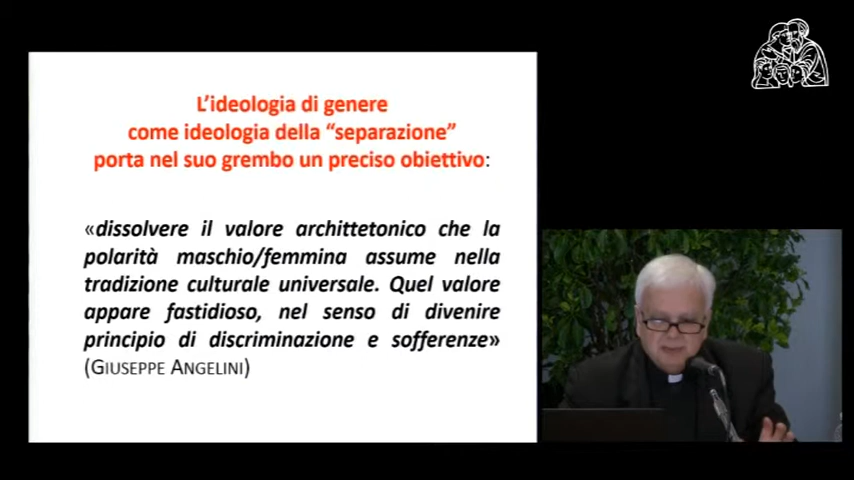 L'ideologia di genere
come ideologia della “separazione”
porta nel suo grembo un preciso obiettivo:
«dissolvere il valore archittetonico che la
polarità maschio/femmina assume nella
tradizione culturale universale. Quel valore
appare fastidioso, nel senso di divenire
principio di discriminazione e sofferenze»
(GIUSEPPE ANGELINI)